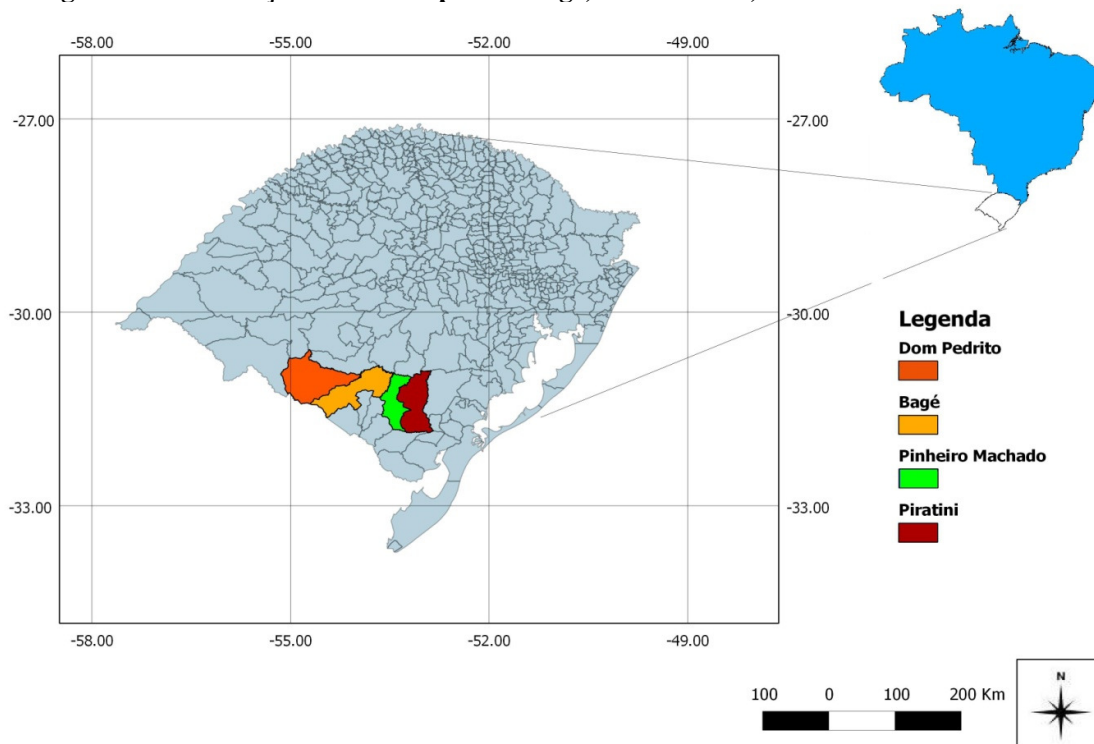 -58.00 -55.00 -52.00 -49.00
-27.00 -27.00
-30.00 -30.00
Legenda
Dom Pedrito
Bagé
Pinheiro Machado
Piratini
-33.00 -33.00
-58.00 -55.00 -52.00 -49.00
100 0 100 200 Km
N